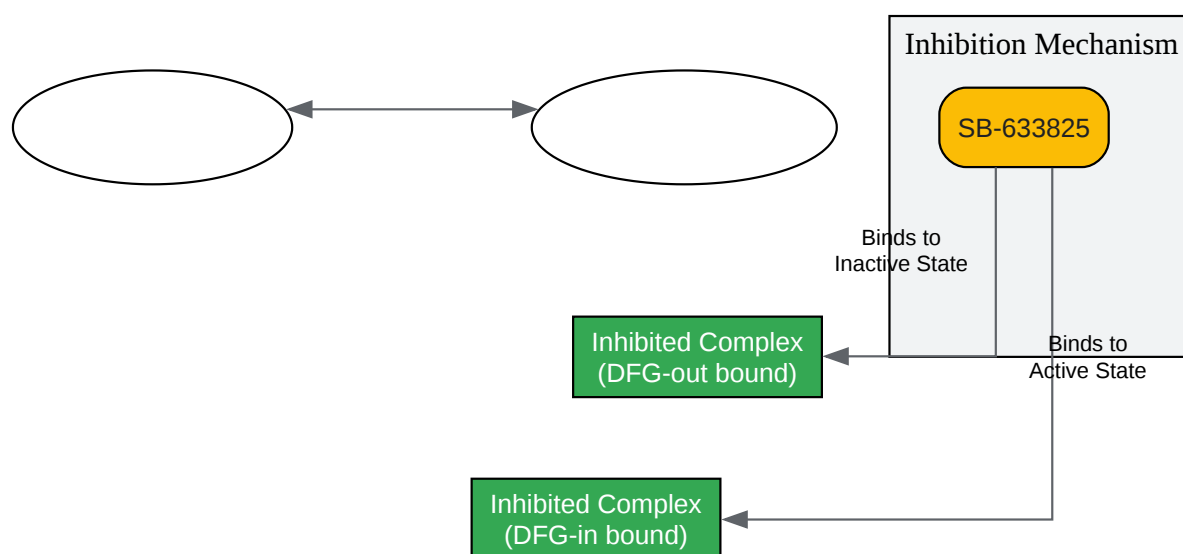 Inhibition Mechanism
SB-633825
Binds to
Inactive State
Inhibited Complex
(DFG-out bound)
Binds to
Active State
Inhibited Complex
(DFG-in bound)